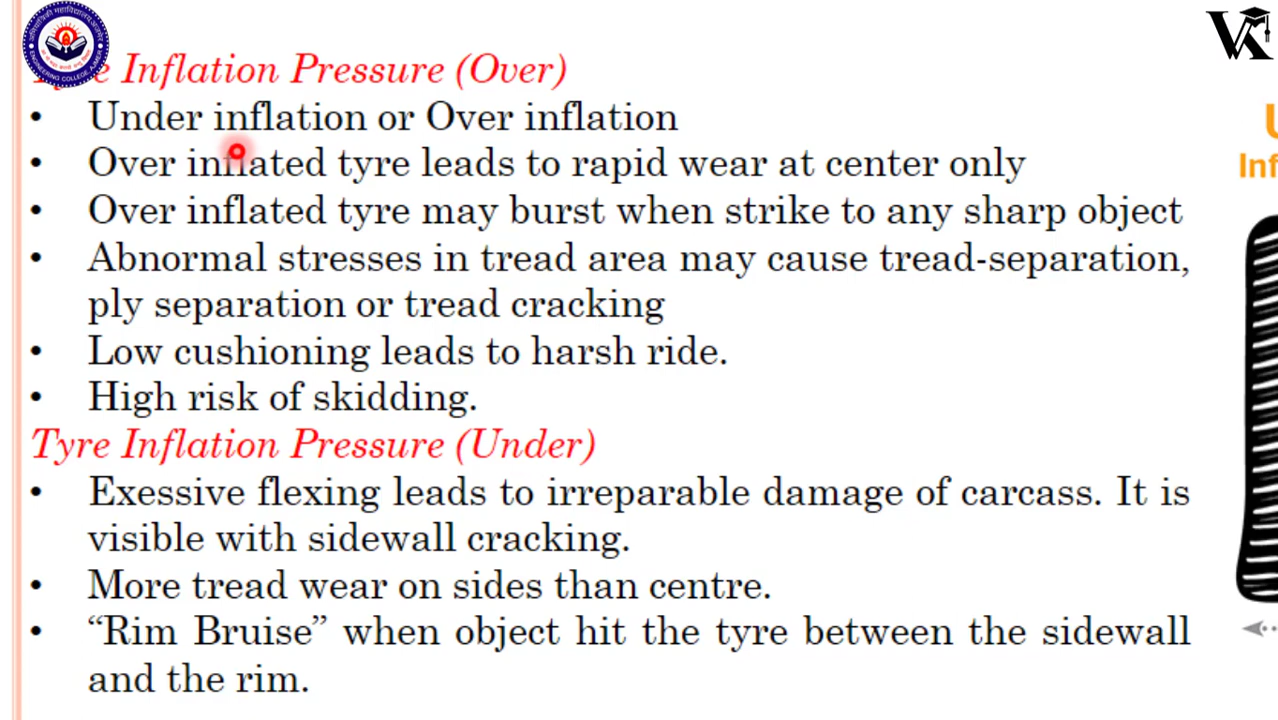 Inflation Pressure (Over)
• Under inflation or Over inflation
• Over inflated tyre leads to rapid wear at center only
• Over inflated tyre may burst when strike to any sharp object
• Abnormal stresses in tread area may cause tread-separation,
ply separation or tread cracking
• Low cushioning leads to harsh ride.
• High risk of skidding.
Tyre Inflation Pressure (Under)
• Exessive flexing leads to irreparable damage of carcass. It is
visible with sidewall cracking.
• More tread wear on sides than centre.
• “Rim Bruise” when object hit the tyre between the sidewall
and the rim.
ENGINEERING COLLEGE, AJMER
VK